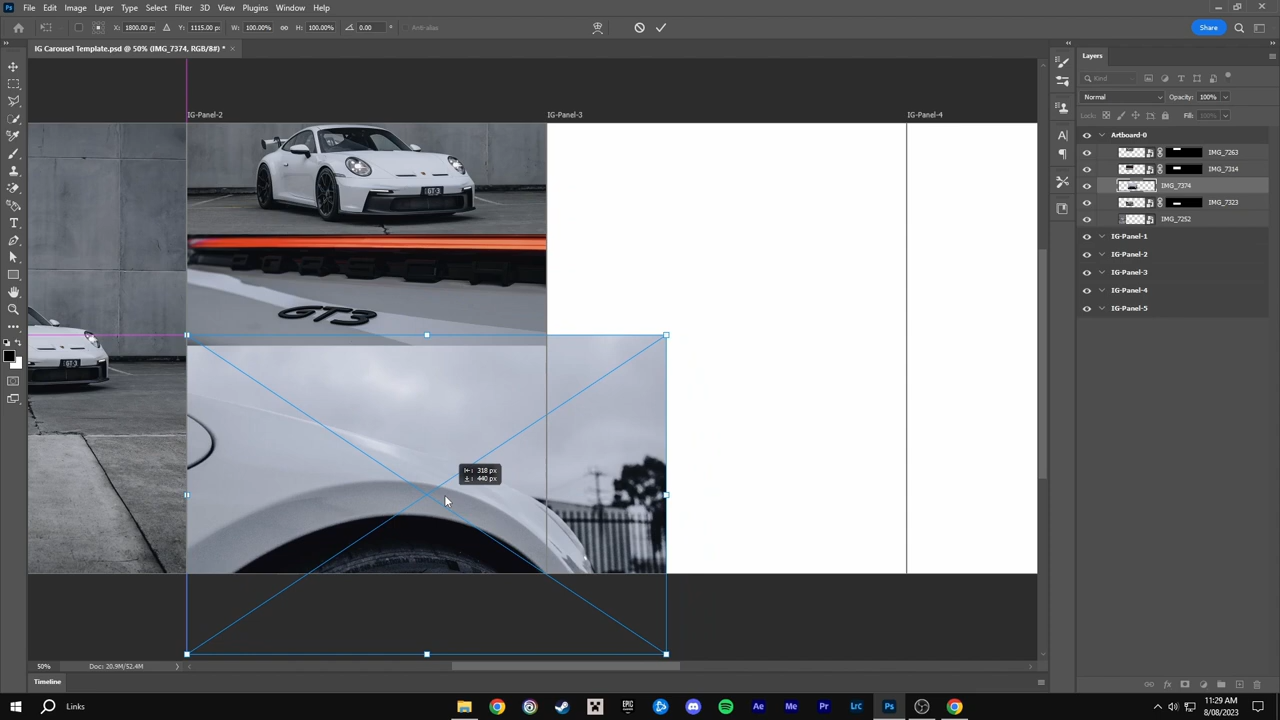 File Edit Image Layer Type Select Filter 3D View Plugins Window Help
X: 1800.00 px Y: 1115.00 px W: 100.00% H: 100.00% 0.00 Anti-alias
Share
IG Carousel Template.psd @ 50% (IMG_7374, RGB/8#) *
IG-Panel-2
IG-Panel-3
IG-Panel-4
GT3
PORSCHE
GT3
GT3
318 px
440 px
Layers
Kind
Normal
Opacity: 100%
Lock:
Fill: 100%
Artboard-0
IMG_7263
IMG_7314
IMG_7374
IMG_7323
IMG_7252
IG-Panel-1
IG-Panel-2
IG-Panel-3
IG-Panel-4
IG-Panel-5
50% Doc: 20.9M/52.4M
Timeline
Links
11:29 AM
8/08/2023